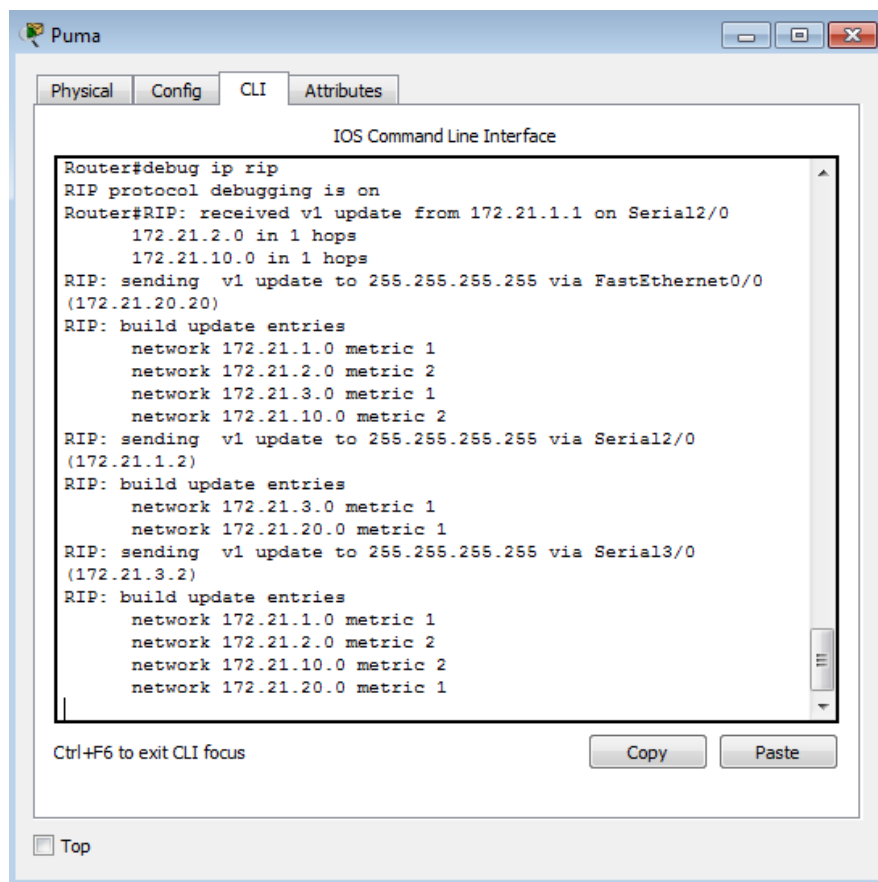 Puma
Physical Config CLI Attributes
IOS Command Line Interface
Router#debug ip rip
RIP protocol debugging is on
Router#RIP: received v1 update from 172.21.1.1 on Serial2/0
172.21.2.0 in 1 hops
172.21.10.0 in 1 hops
RIP: sending  v1 update to 255.255.255.255 via FastEthernet0/0
(172.21.20.20)
RIP: build update entries
network 172.21.1.0 metric 1
network 172.21.2.0 metric 2
network 172.21.3.0 metric 1
network 172.21.10.0 metric 2
RIP: sending  v1 update to 255.255.255.255 via Serial2/0
(172.21.1.2)
RIP: build update entries
network 172.21.3.0 metric 1
network 172.21.20.0 metric 1
RIP: sending  v1 update to 255.255.255.255 via Serial3/0
(172.21.3.2)
RIP: build update entries
network 172.21.1.0 metric 1
network 172.21.2.0 metric 2
network 172.21.10.0 metric 2
network 172.21.20.0 metric 1
Ctrl+F6 to exit CLI focus
Copy Paste
Top